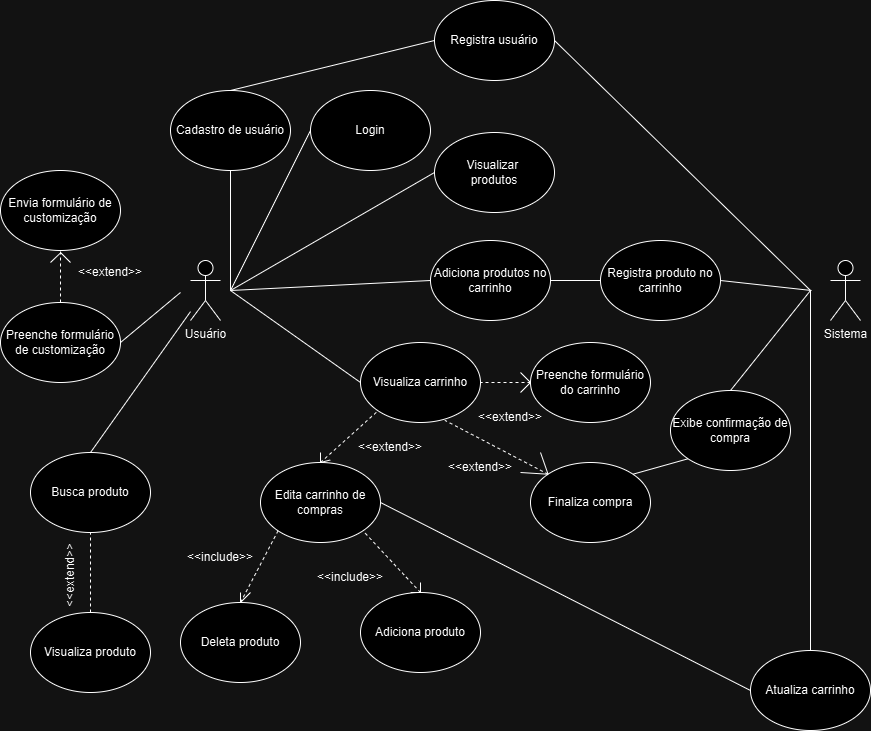 Registra usuário
Cadastro de usuário
Login
Visualizar
produtos
Envia formulário de
customização
<<extend>>
Preenche formulário
de customização
Usuário
Adiciona produtos no
carrinho
Registra produto no
carrinho
Sistema
Visualiza carrinho
Preenche formulário
do carrinho
<<extend>>
Exibe confirmação de
compra
<<extend>>
<<extend>>
Busca produto
Edita carrinho de
compras
Finaliza compra
<<extend>>
<<include>>
<<include>>
Visualiza produto
Deleta produto
Adiciona produto
Atualiza carrinho